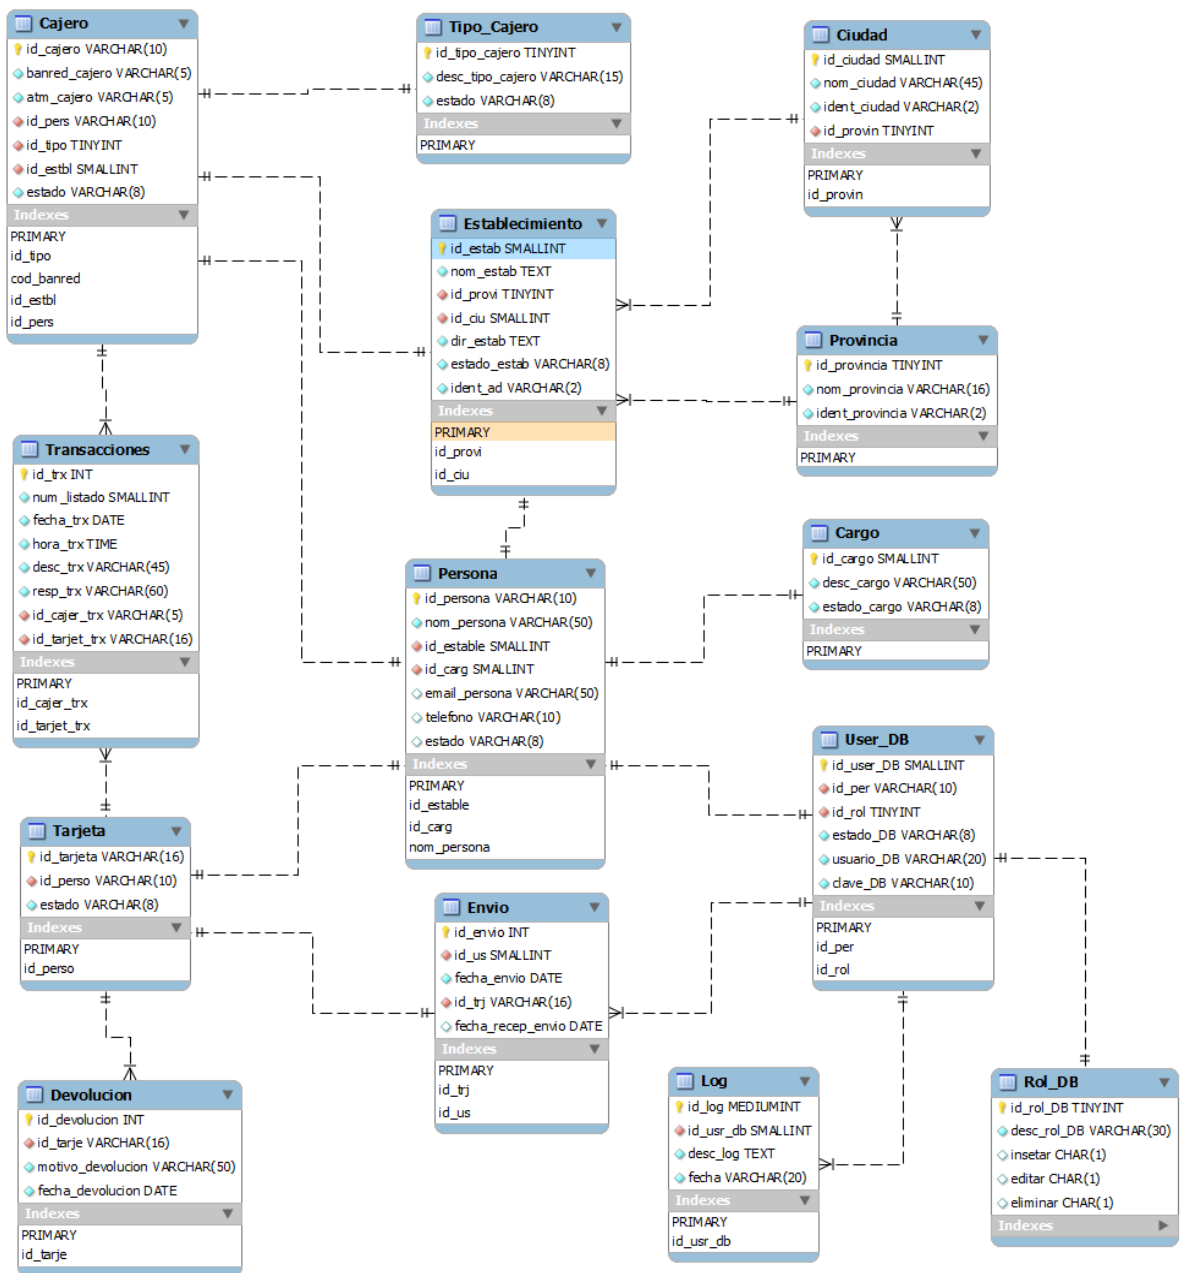 Cajero
id_cajero VARCHAR(10)
banred_cajero VARCHAR(5)
atm_cajero VARCHAR(5)
id_pers VARCHAR(10)
id_tipo TINYINT
id_estbl SMALLINT
estado VARCHAR(8)
Indexes
PRIMARY
id_tipo
cod_banred
id_estbl
id_pers
Tipo_Cajero
id_tipo_cajero TINYINT
desc_tipo_cajero VARCHAR(15)
estado VARCHAR(8)
Indexes
PRIMARY
Ciudad
id_ciudad SMALLINT
nom_ciudad VARCHAR(45)
ident_ciudad VARCHAR(2)
id_provin TINYINT
Indexes
PRIMARY
id_provin
Establecimiento
id_estab SMALLINT
nom_estab TEXT
id_provi TINYINT
id_ciu SMALLINT
dir_estab TEXT
estado_estab VARCHAR(8)
ident_ad VARCHAR(2)
Indexes
PRIMARY
id_provi
id_ciu
Provincia
id_provincia TINYINT
nom_provincia VARCHAR(16)
ident_provincia VARCHAR(2)
Indexes
PRIMARY
Transacciones
id_trx INT
num_listado SMALLINT
fecha_trx DATE
hora_trx TIME
desc_trx VARCHAR(45)
resp_trx VARCHAR(60)
id_cajer_trx VARCHAR(5)
id_tarjet_trx VARCHAR(16)
Indexes
PRIMARY
id_cajer_trx
id_tarjet_trx
Persona
id_persona VARCHAR(10)
nom_persona VARCHAR(50)
id_estable SMALLINT
id_carg SMALLINT
email_persona VARCHAR(50)
telefono VARCHAR(10)
estado VARCHAR(8)
Indexes
PRIMARY
id_estable
id_carg
nom_persona
Cargo
id_cargo SMALLINT
desc_cargo VARCHAR(50)
estado_cargo VARCHAR(8)
Indexes
PRIMARY
User_DB
id_user_DB SMALLINT
id_per VARCHAR(10)
id_rol TINYINT
estado_DB VARCHAR(8)
usuario_DB VARCHAR(20)
clave_DB VARCHAR(10)
Indexes
PRIMARY
id_per
id_rol
Tarjeta
id_tarjeta VARCHAR(16)
id_perso VARCHAR(10)
estado VARCHAR(8)
Indexes
PRIMARY
id_perso
Envio
id_envio INT
id_us SMALLINT
fecha_envio DATE
id_trj VARCHAR(16)
fecha_recep_envio DATE
Indexes
PRIMARY
id_trj
id_us
Devolucion
id_devolucion INT
id_tarje VARCHAR(16)
motivo_devolucion VARCHAR(50)
fecha_devolucion DATE
Indexes
PRIMARY
id_tarje
Log
id_log MEDIUMINT
id_usr_db SMALLINT
desc_log TEXT
fecha VARCHAR(20)
Indexes
PRIMARY
id_usr_db
Rol_DB
id_rol_DB TINYINT
desc_rol_DB VARCHAR(30)
insetar CHAR(1)
editar CHAR(1)
eliminar CHAR(1)
Indexes